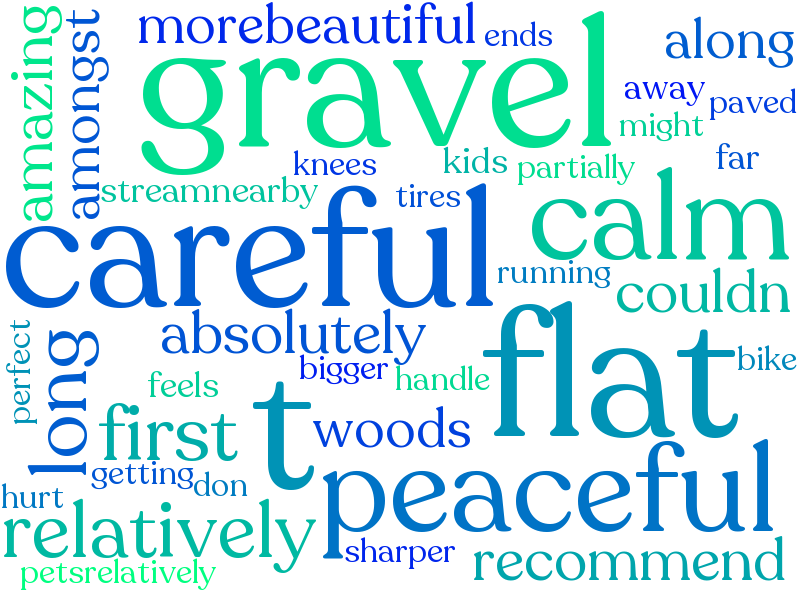 morebeautiful
ends
along
amazing
amongst
gravel
away
paved
might
knees
kids
partially
far
streamnearby
tires
calm
careful
running
couldn
absolutely
flat
perfect
long
bigger
bike
feels
handle
t
first
woods
getting
don
peaceful
hurt
relatively
sharper
recommend
petsrelatively